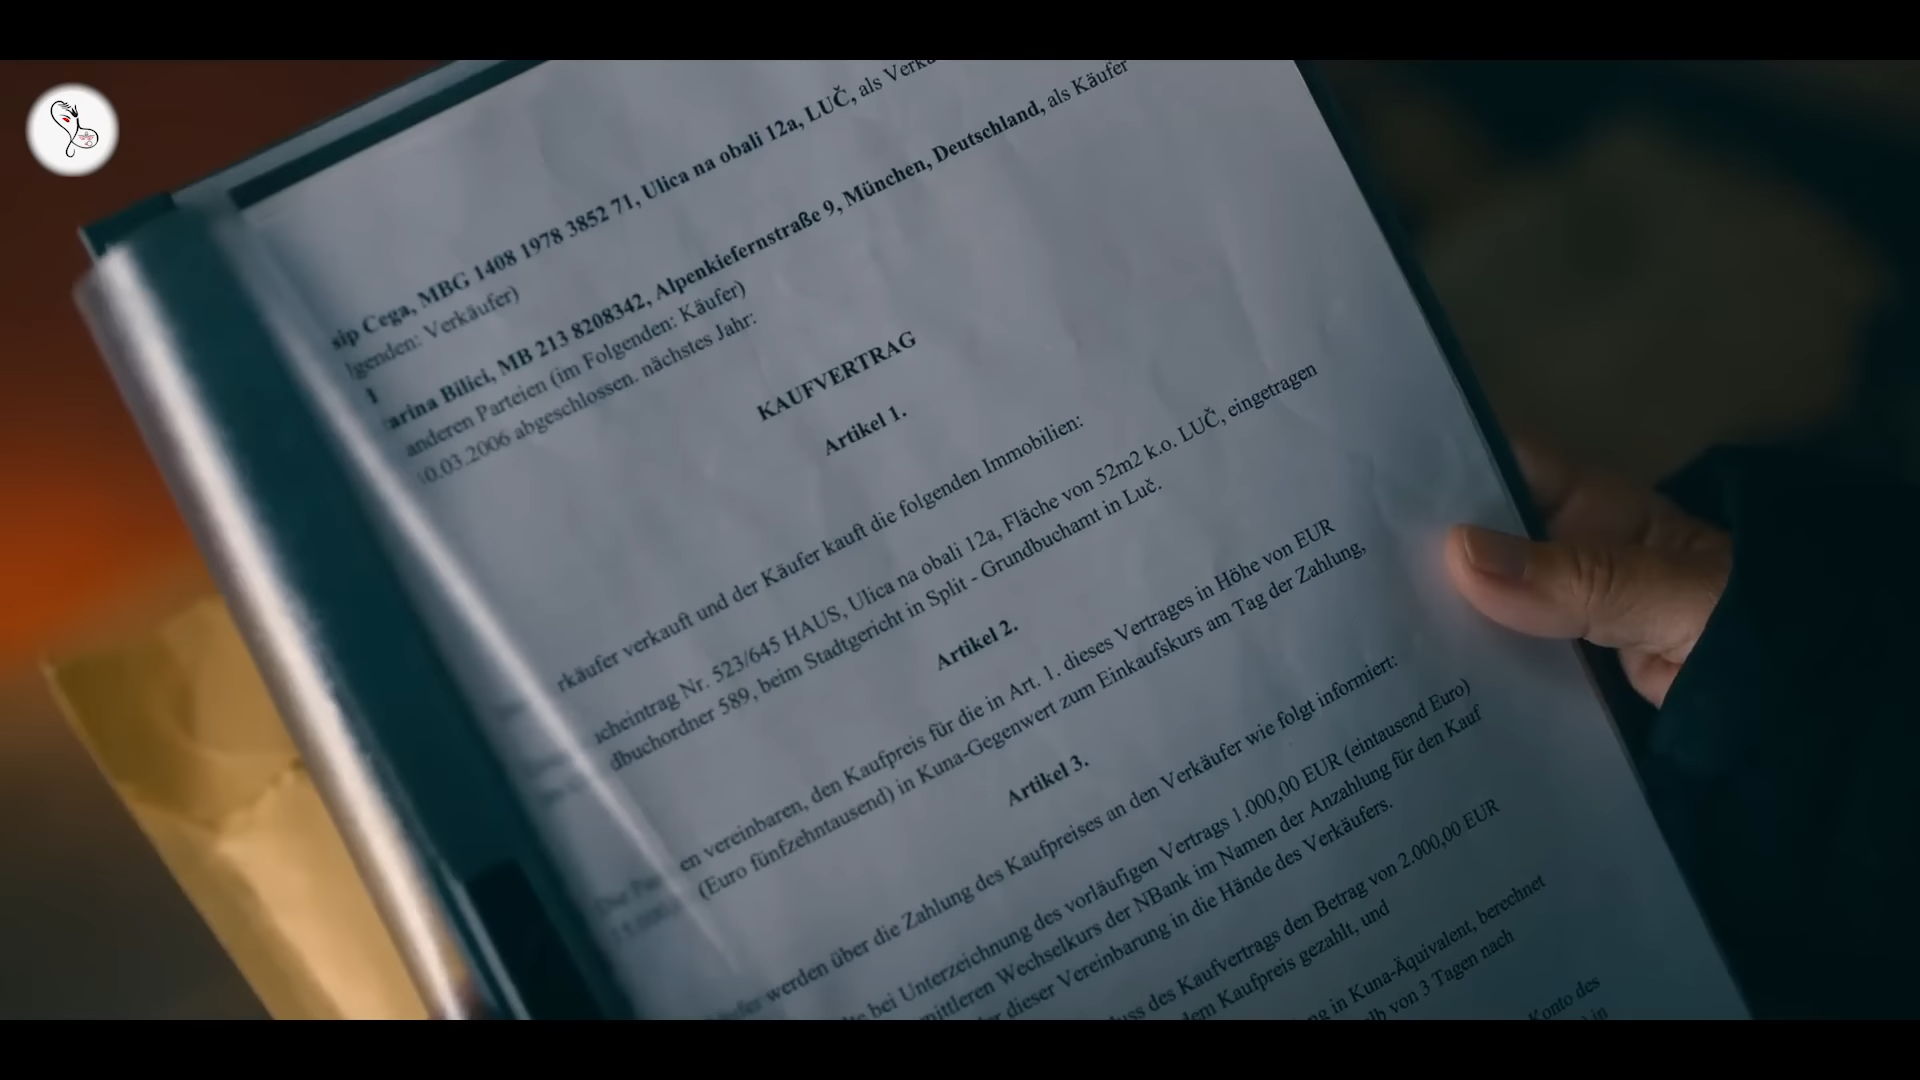 sip Cega, MBG 1408 1978 3852 71, Ulica na obali 12a, LUČ, als
lgenden: Verkäufer)
arina Bilici, MB 213 8208342, Alpenkiefernstraße 9, München, Deutschland, als Käufer
anderen Parteien (im Folgenden: Käufer)
0.03.2006 abgeschlossen. nächstes Jahr:
KAUFVERTRAG
Artikel 1.
rkäufer verkauft und der Käufer kauft die folgenden Immobilien:
cheintrag Nr. 523/645 HAUS, Ulica na obali 12a, Fläche von 52m2 k.o. LUČ, eingetragen
dbuchordner 589, beim Stadtgericht in Split - Grundbuchamt in Luč.
Artikel 2.
en vereinbaren, den Kaufpreis für die in Art. 1. dieses Vertrages in Höhe von EUR
(Euro fünfzehntausend) in Kuna-Gegenwert zum Einkaufskurs am Tag der Zahlung,
Artikel 3.
werden über die Zahlung des Kaufpreises an den Verkäufer wie folgt informiert:
bei Unterzeichnung des vorläufigen Vertrags 1.000,00 EUR (eintausend Euro)
mittleren Wechselkurs der NBank im Namen der Anzahlung für den Kauf
dieser Vereinbarung in die Hände des Verkäufers.
uss des Kaufvertrags den Betrag von 2.000,00 EUR
dem Kaufpreis gezahlt, und
ng in Kuna-Äquivalent, berechnet
lb von 3 Tagen nach
Konto des
in